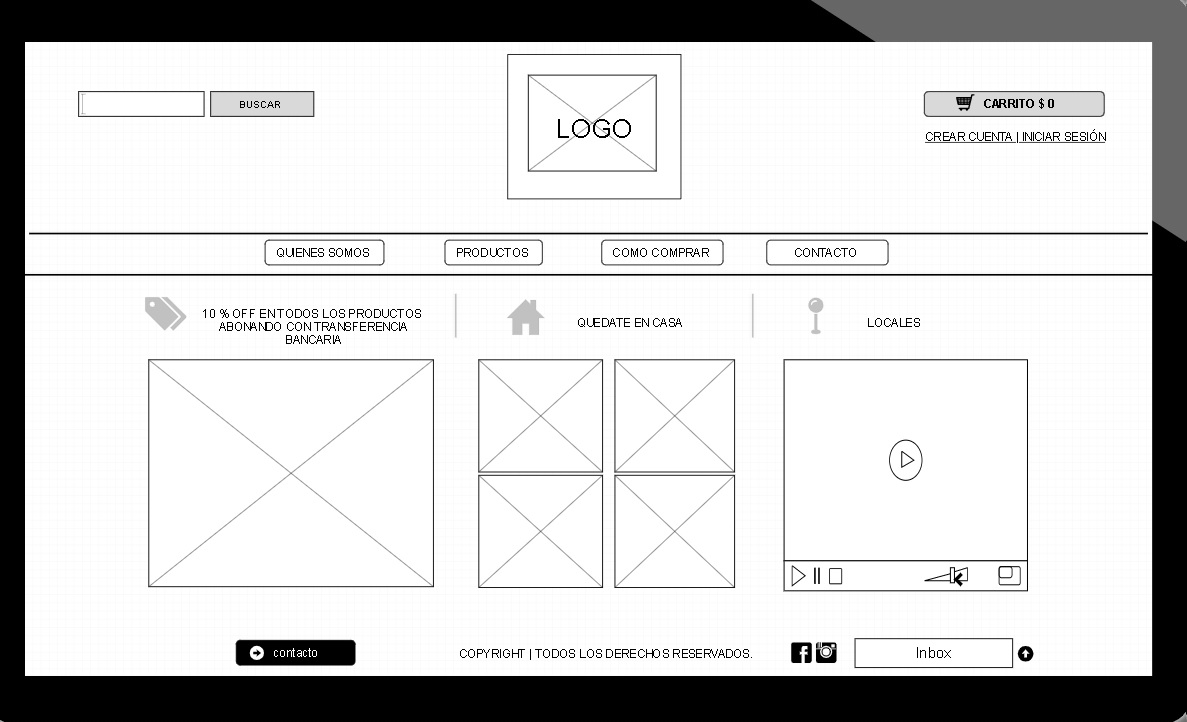 BUSCAR
LOGO
CARRITO $ 0
CREAR CUENTA | INICIAR SESIÓN
QUIENES SOMOS
PRODUCTOS
COMO COMPRAR
CONTACTO
10 % OFF EN TODOS LOS PRODUCTOS
ABONANDO CON TRANSFERENCIA
BANCARIA
QUEDATE EN CASA
LOCALES
contacto
COPYRIGHT | TODOS LOS DERECHOS RESERVADOS.
Inbox